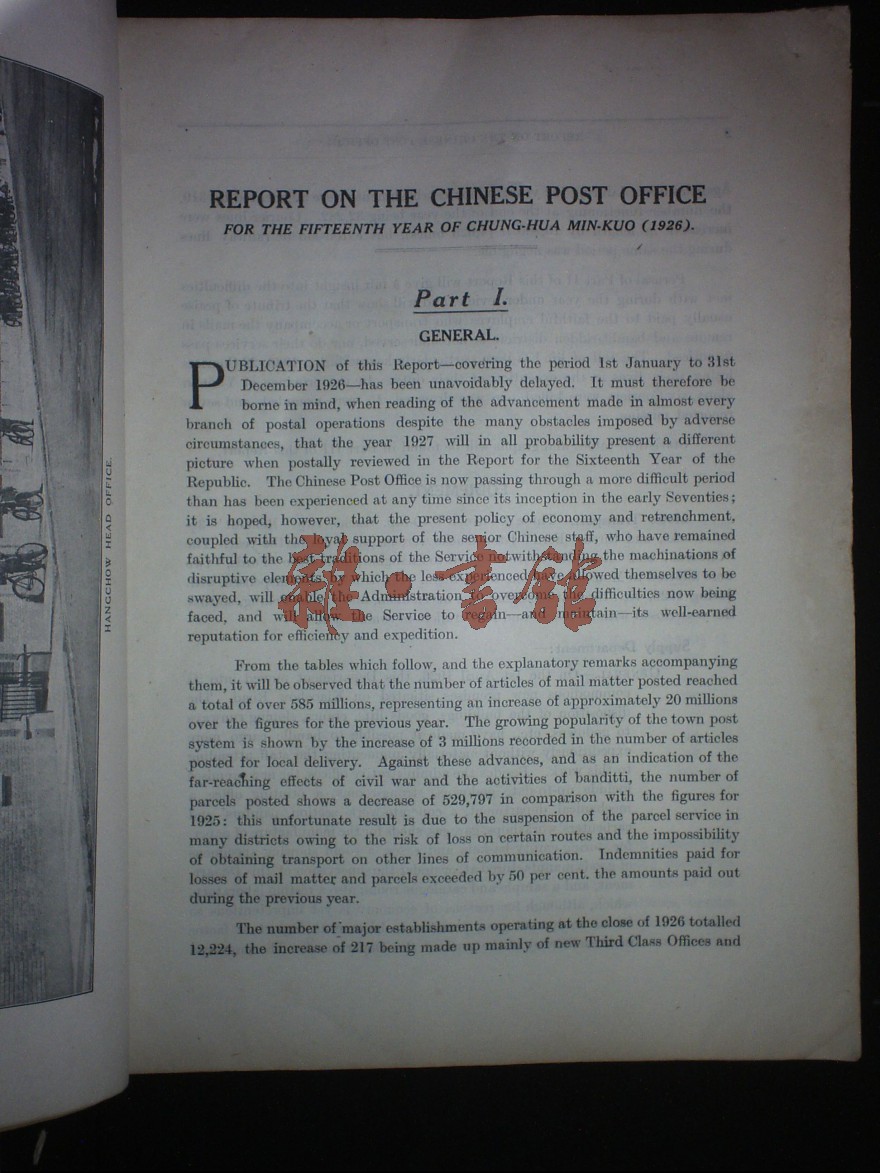 HANGCHOW HEAD OFFICE.
REPORT ON THE CHINESE POST OFFICE
FOR THE FIFTEENTH YEAR OF CHUNG-HUA MIN-KUO (1926).
Part I.
GENERAL.
PUBLICATION of this Report—covering the period 1st January to 31st
December 1926—has been unavoidably delayed. It must therefore be
borne in mind, when reading of the advancement made in almost every
branch of postal operations despite the many obstacles imposed by adverse
circumstances, that the year 1927 will in all probability present a different
picture when postally reviewed in the Report for the Sixteenth Year of the
Republic. The Chinese Post Office is now passing through a more difficult period
than has been experienced at any time since its inception in the early Seventies;
it is hoped, however, that the present policy of economy and retrenchment,
coupled with the loyal support of the senior Chinese staff, who have remained
faithful to the best traditions of the Service notwithstanding the machinations of
disruptive elements by which the less experienced have allowed themselves to be
swayed, will enable the Administration to overcome the difficulties now being
faced, and will allow the Service to regain—and maintain—its well-earned
reputation for efficiency and expedition.
From the tables which follow, and the explanatory remarks accompanying
them, it will be observed that the number of articles of mail matter posted reached
a total of over 585 millions, representing an increase of approximately 20 millions
over the figures for the previous year. The growing popularity of the town post
system is shown by the increase of 3 millions recorded in the number of articles
posted for local delivery. Against these advances, and as an indication of the
far-reaching effects of civil war and the activities of banditti, the number of
parcels posted shows a decrease of 529,797 in comparison with the figures for
1925: this unfortunate result is due to the suspension of the parcel service in
many districts owing to the risk of loss on certain routes and the impossibility
of obtaining transport on other lines of communication. Indemnities paid for
losses of mail matter and parcels exceeded by 50 per cent. the amounts paid out
during the previous year.
The number of major establishments operating at the close of 1926 totalled
12,224, the increase of 217 being made up mainly of new Third Class Offices and
雜·書館